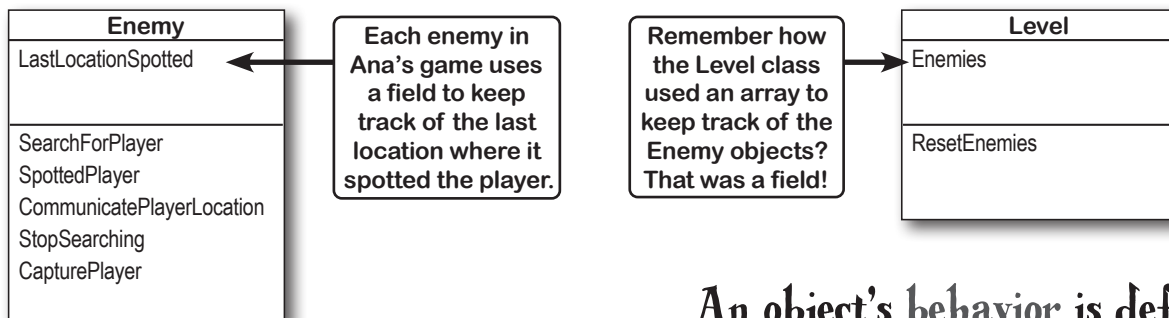 Enemy
LastLocationSpotted
SearchForPlayer
SpottedPlayer
CommunicatePlayerLocation
StopSearching
CapturePlayer
Each enemy in
Ana's game uses
a field to keep
track of the last
location where it
spotted the player.
Remember how
the Level class
used an array to
keep track of the
Enemy objects?
That was a field!
Level
Enemies
ResetEnemies
An object's behavior is def